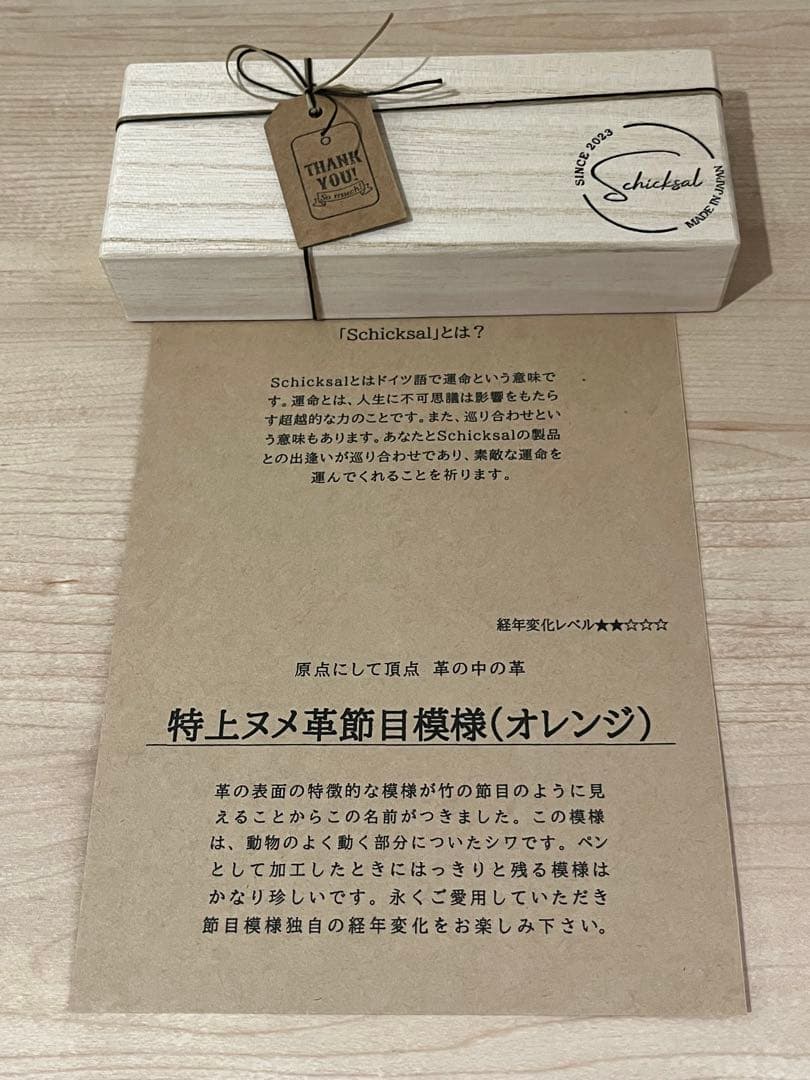 THANK
YOU!
So much!
SINCE 2023
Schicksal
MADE IN JAPAN
「Schicksal」とは？
Schicksalとはドイツ語で運命という意味で
す。運命とは、人生に不可思議は影響をもたら
す超越的な力のことです。また、巡り合わせとい
う意味もあります。あなたとSchicksalの製品
との出逢いが巡り合わせであり、素敵な運命を
運んでくれることを祈ります。
経年変化レベル★★☆☆☆
原点にして頂点 革の中の革
特上ヌメ革節目模様（オレンジ）
革の表面の特徴的な模様が竹の節目のように見
えることからこの名前がつきました。この模様
は、動物のよく動く部分についたシワです。ペン
として加工したときにはっきりと残る模様は
かなり珍しいです。永くご愛用していただき
節目模様独自の経年変化をお楽しみ下さい。